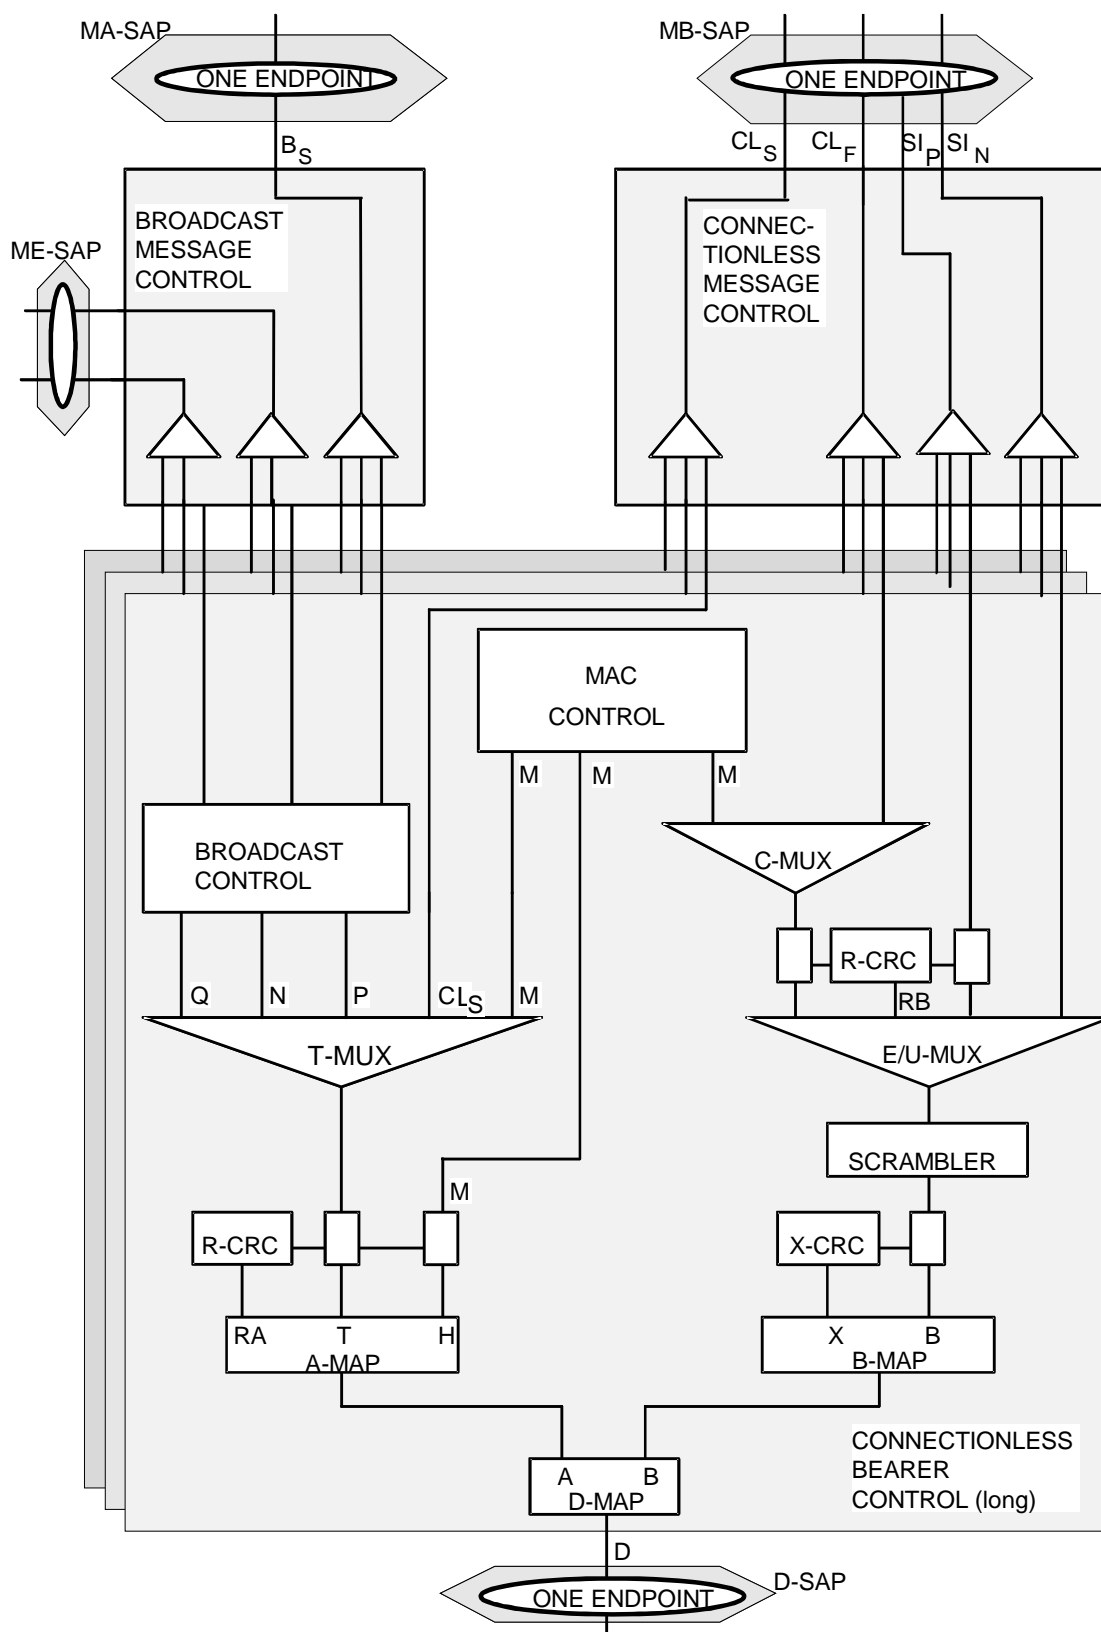 MA-SAP
MB-SAP
ONE ENDPOINT
ONE ENDPOINT
BS
CLS
CLF
SIP
SIN
BROADCAST
MESSAGE
CONTROL
CONNEC-
TIONLESS
MESSAGE
CONTROL
ME-SAP
MAC
CONTROL
M
M
M
BROADCAST
CONTROL
C-MUX
R-CRC
Q
N
P
CLS
M
RB
T-MUX
E/U-MUX
SCRAMBLER
M
R-CRC
X-CRC
RA
T
H
A-MAP
X
B
B-MAP
CONNECTIONLESS
BEARER
CONTROL (long)
A
B
D-MAP
D
D-SAP
ONE ENDPOINT